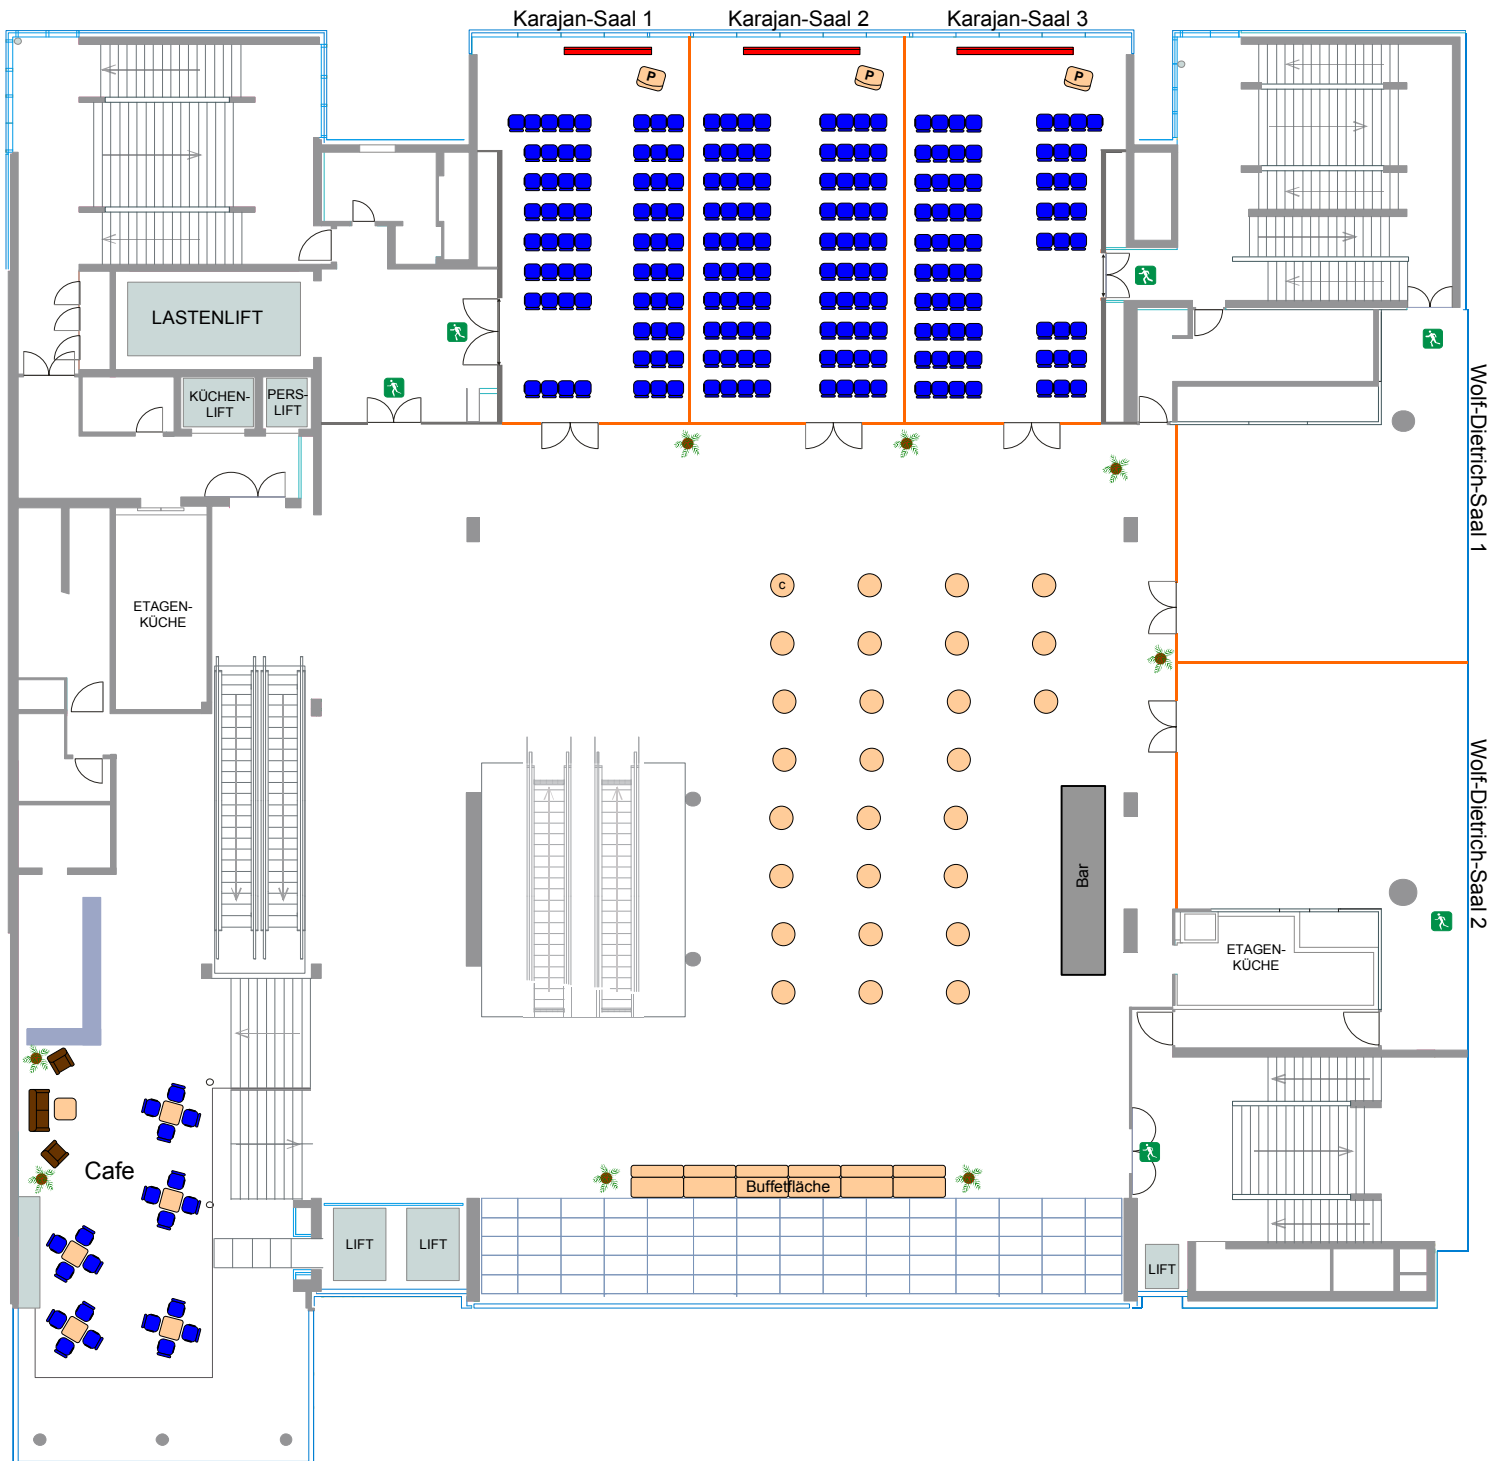 Karajan-Saal 1
Karajan-Saal 2
Karajan-Saal 3
P
P
P
LASTENLIFT
KÜCHEN-
LIFT
PERS-
LIFT
Wolf-Dietrich-Saal 1
ETAGEN-
KÜCHE
C
Wolf-Dietrich-Saal 2
Bar
ETAGEN-
KÜCHE
Cafe
Buffetfläche
LIFT
LIFT
LIFT